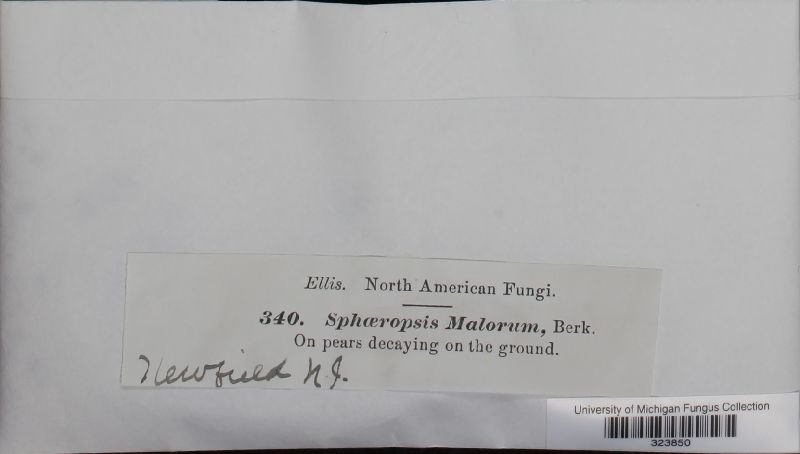 Ellis. North American Fungi.
340. Sphæropsis Malorum, Berk.
On pears decaying on the ground.
Newfield N.J.
University of Michigan Fungus Collection
323850